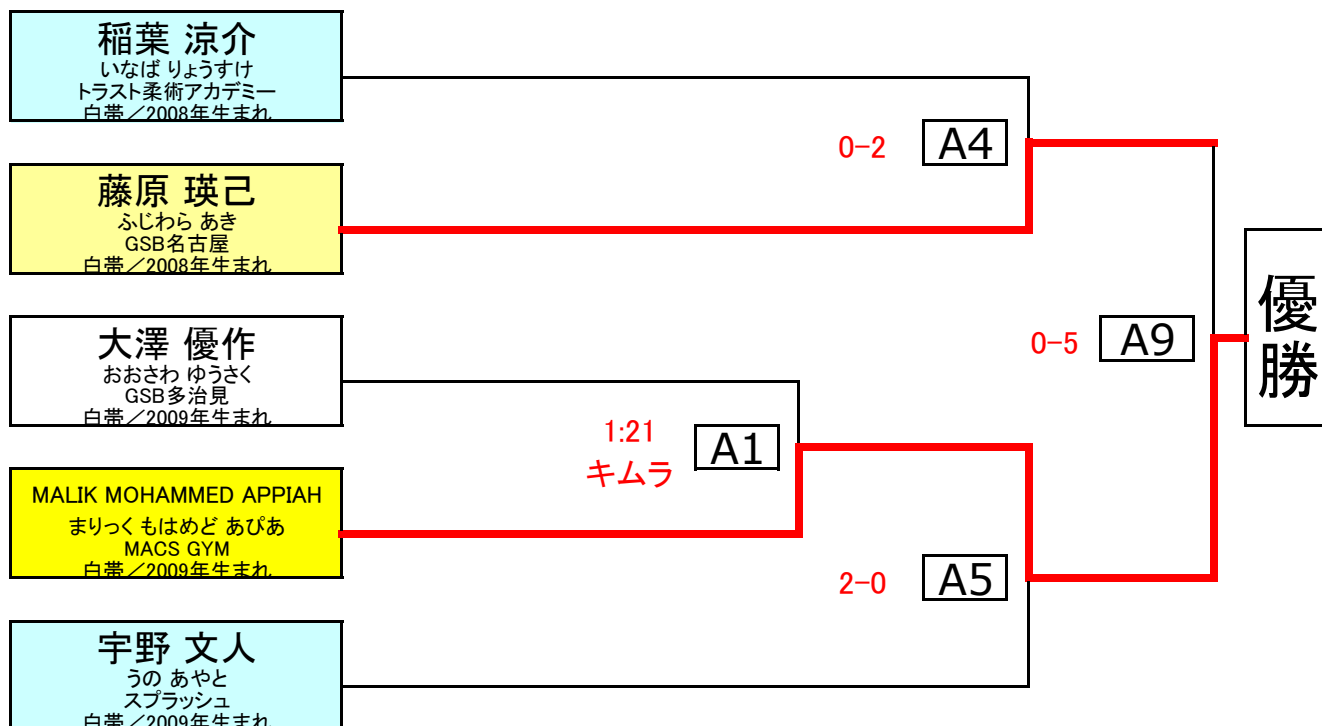 稲葉 涼介
いなば りょうすけ
トラスト柔術アカデミー
白帯／2008年生まれ
0-2
A4
藤原 瑛己
ふじわら あき
GSB名古屋
白帯／2008年生まれ
大澤 優作
おおさわ ゆうさく
GSB多治見
白帯／2009年生まれ
1:21
キムラ
A1
0-5
A9
優
勝
MALIK MOHAMMED APPIAH
まりっく もはめど あぴあ
MACS GYM
白帯／2009年生まれ
2-0
A5
宇野 文人
うの あやと
スプラッシュ
白帯／2009年生まれ